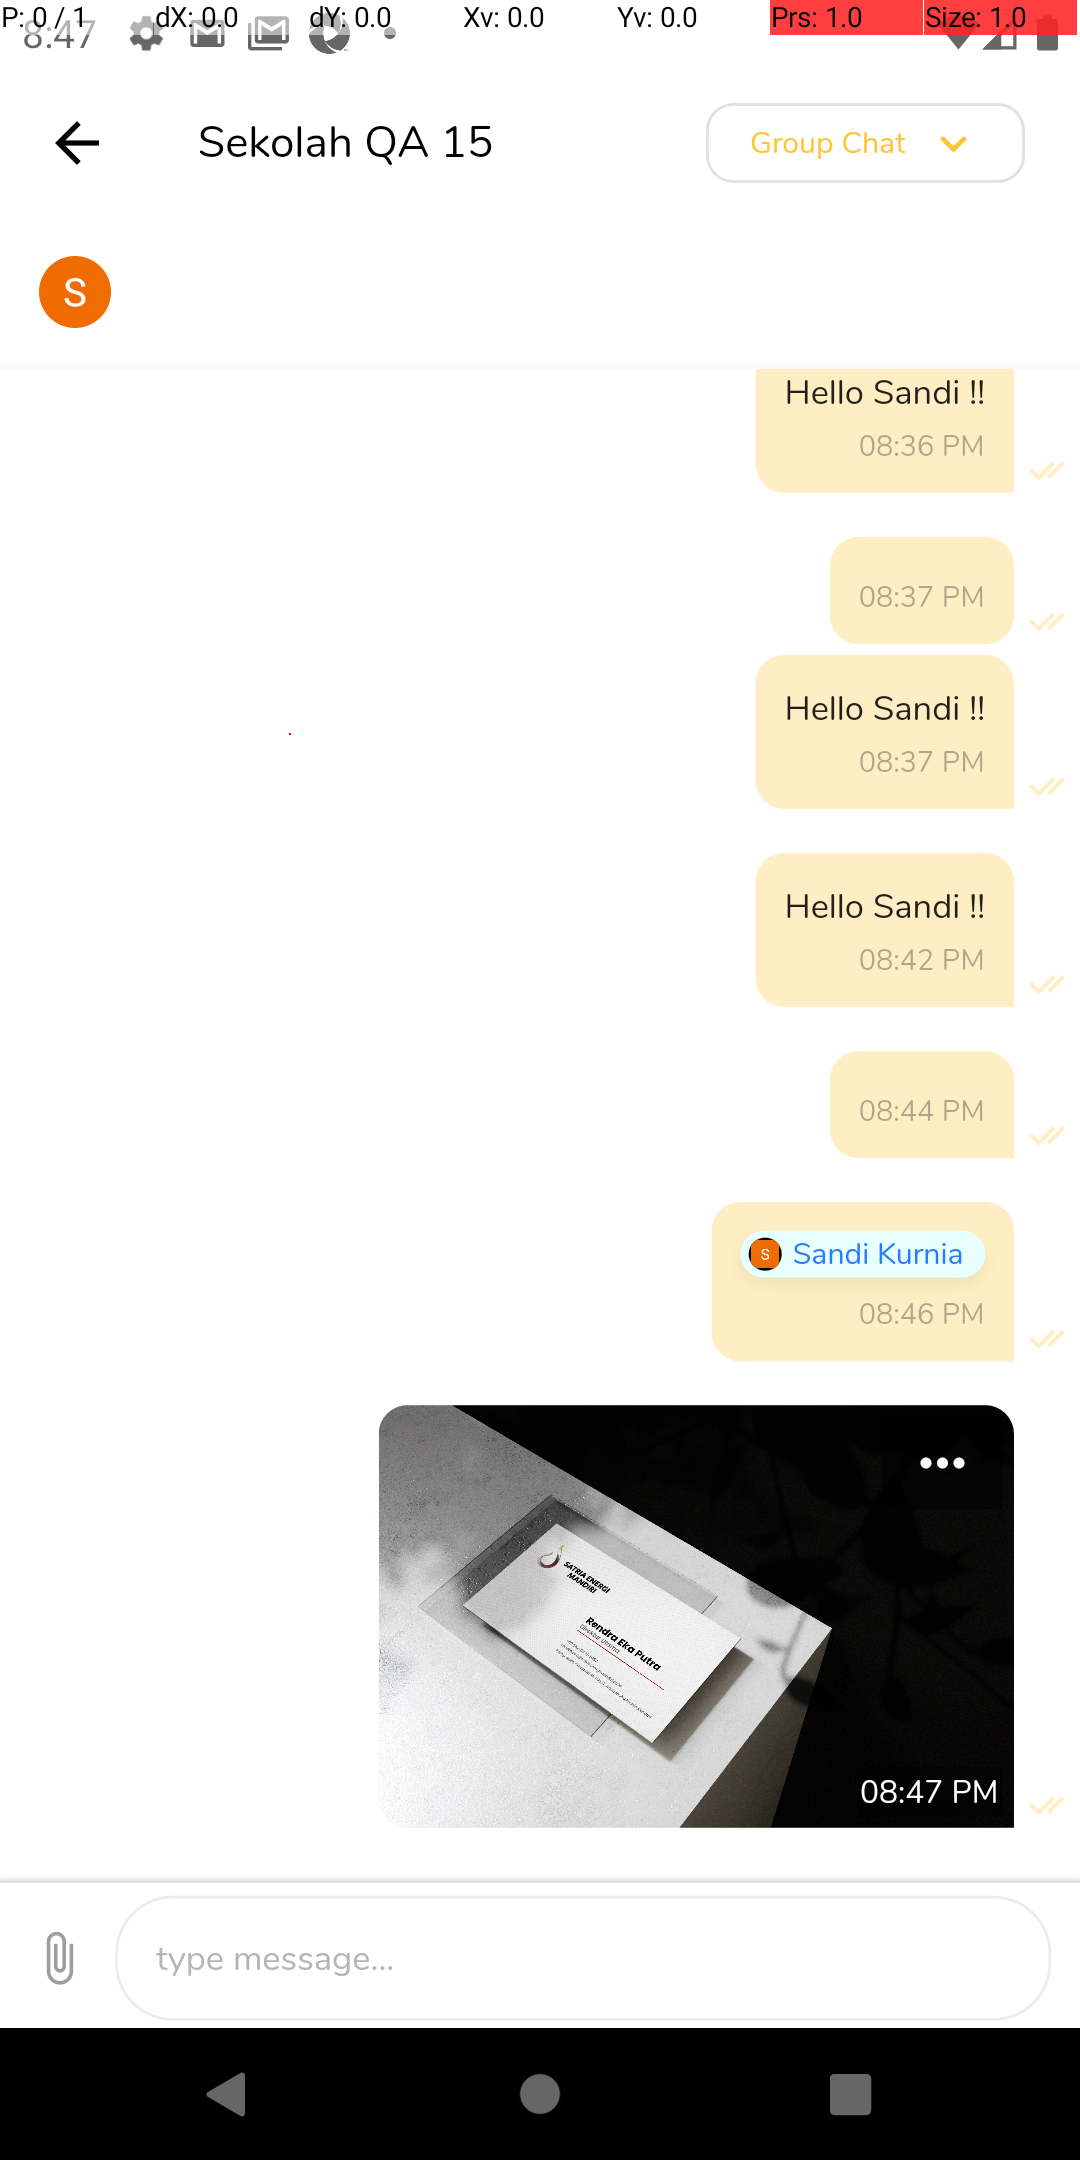 P: 0 / 1 dX: 0.0 dY: 0.0 Xv: 0.0 Yv: 0.0 Prs: 1.0 Size: 1.0
8:47
Sekolah QA 15
Group Chat
S
Hello Sandi !!
08:36 PM
08:37 PM
Hello Sandi !!
08:37 PM
Hello Sandi !!
08:42 PM
08:44 PM
S Sandi Kurnia
08:46 PM
SATRIA ENERGI
MANDIRI
Rendra Eka Putra
Direktur Utama
08:47 PM
type message...